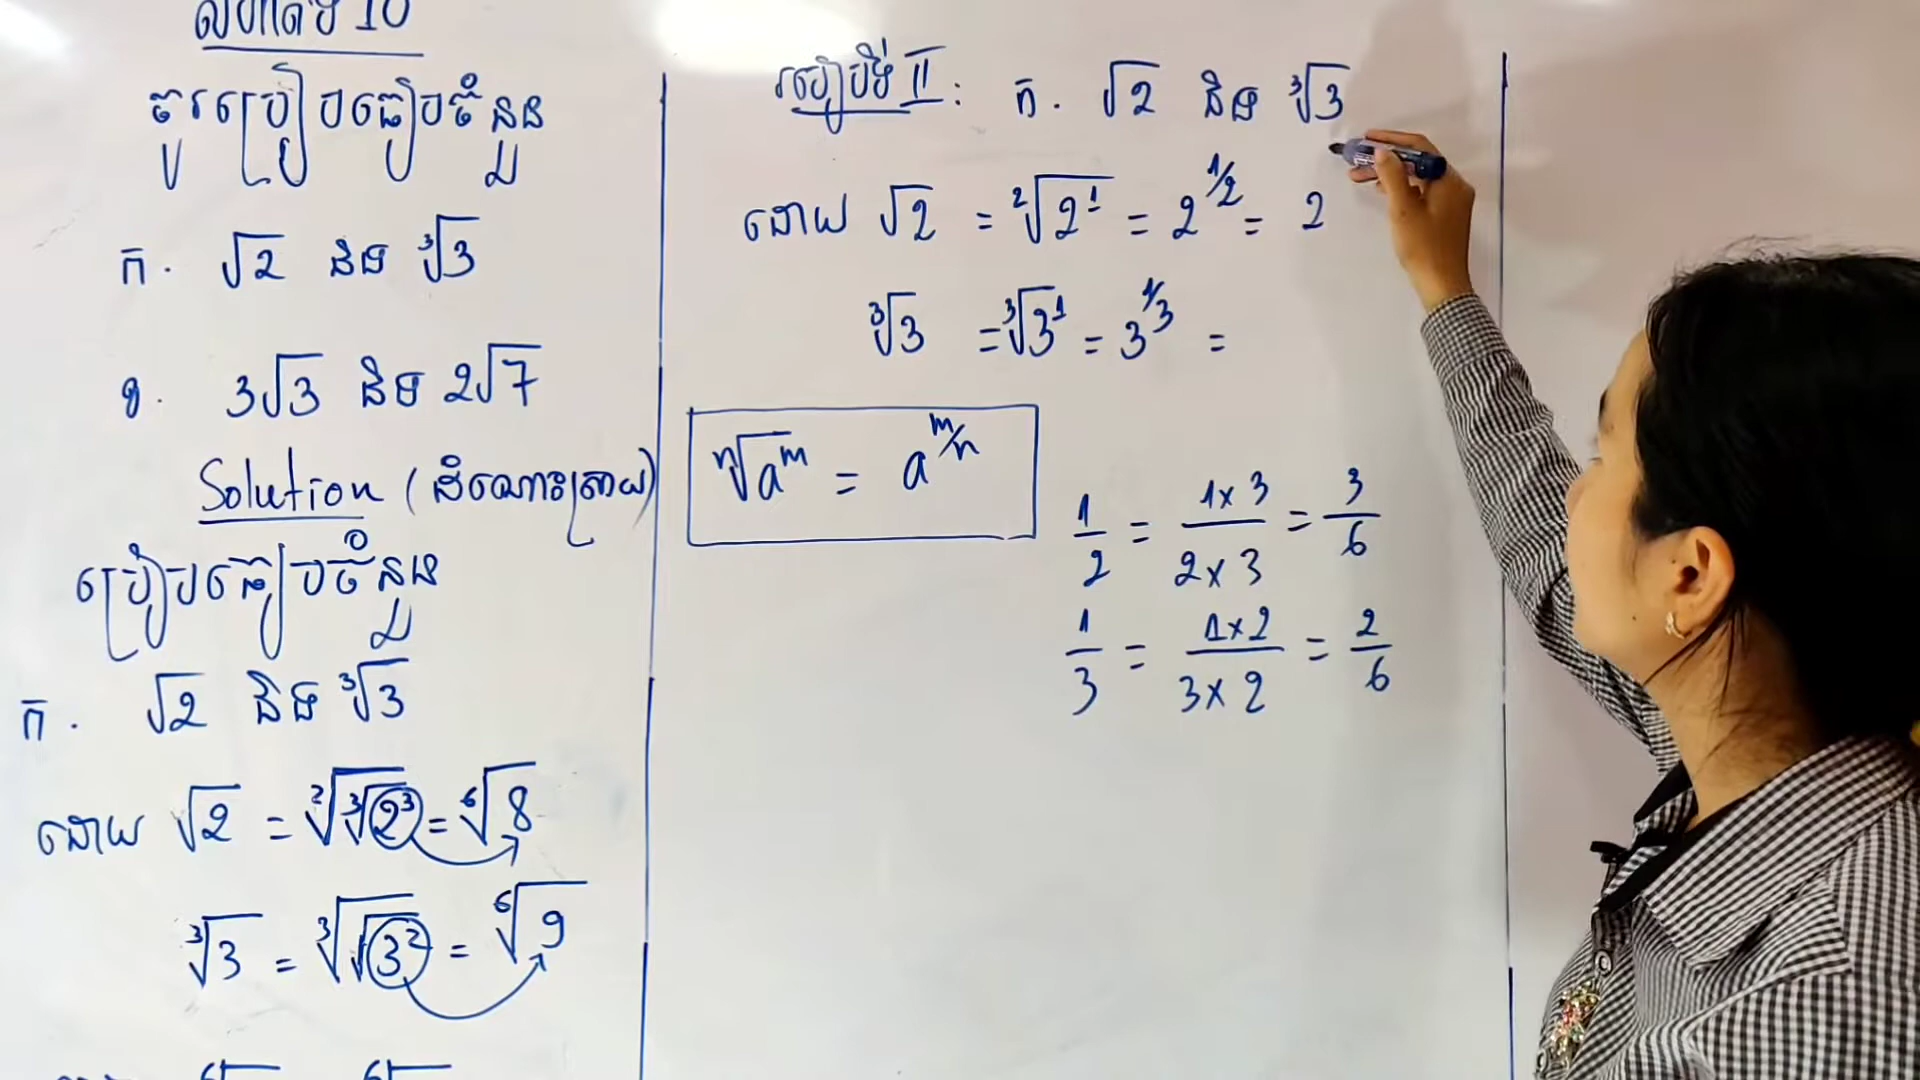 លំហាត់ទី 10
ចូរប្រៀបធៀបចំនួន
ក. √2 និង ∛3
ខ. 3√3 និង 2√7
Solution (ដំណោះស្រាយ)
ប្រៀបធៀបចំនួន
ក. √2 និង ∛3
ដោយ √2 = ²√(³√(2³)) = ⁶√8
³√3 = ³√(√(3²)) = ⁶√9
របៀបទី II : ក. √2 និង ³√3
ដោយ √2 = ²√(2¹) = 2^(1/2) = 2
³√3 = ³√(3¹) = 3^(1/3) =
ⁿ√(aᵐ) = a^(m/n)
1/2 = (1×3)/(2×3) = 3/6
1/3 = (1×2)/(3×2) = 2/6